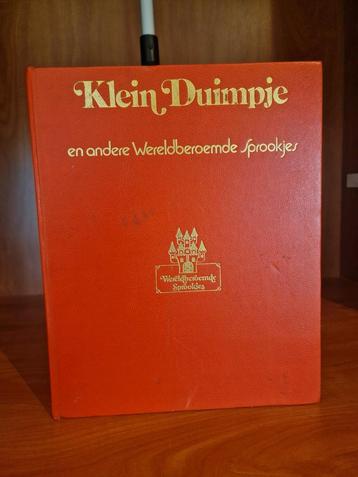 Klein Duimpje
en andere Wereldberoemde Sprookjes
Wereldberoemde
Sprookjes